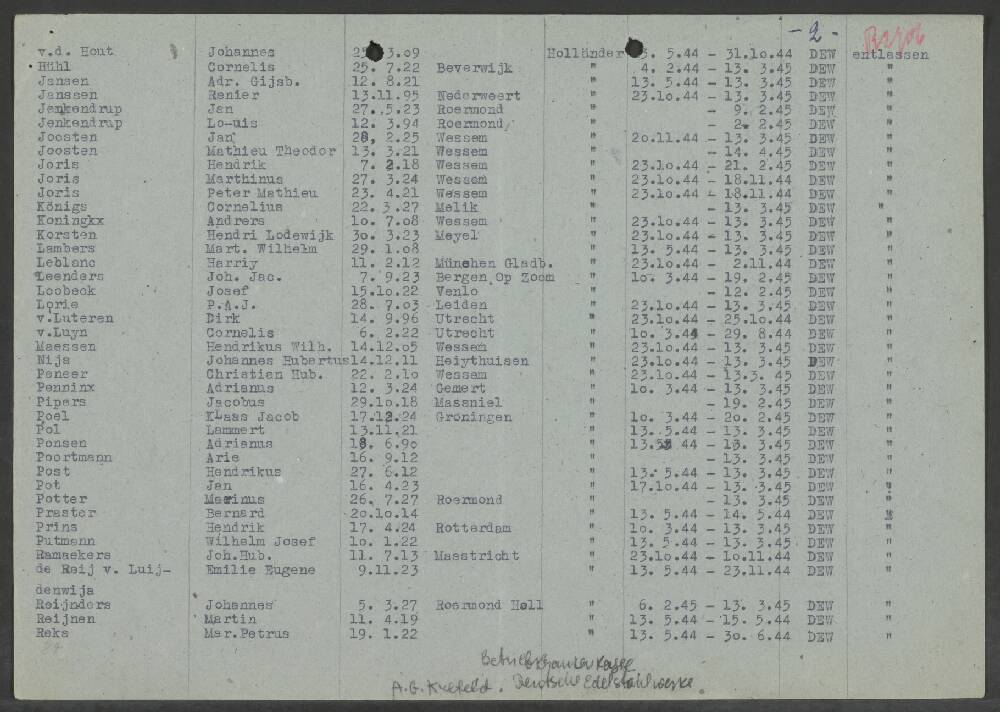 - 2 -
v.d. Hout Johannes 25. 3.09 Holländer 5.44 - 31.10.44 DEW entlassen
Hühl Cornelis 25. 7.22 Beverwijk " 4. 2.44 - 13. 3.45 DEW "
Jansen Adr. Gijsb. 12. 8.21 " 13. 5.44 - 13. 3.45 DEW "
Janssen Renier 13.11.95 Nederweert " 23.10.44 - 13. 3.45 DEW "
Jenkendrup Jan 27. 5.23 Roermond " - 9. 2.45 DEW "
Jenkendrup Lo-uis 12. 3.94 Roermond " - 2. 2.45 DEW "
Joosten Jan 28, 2.25 Wessem " 20.11.44 - 13. 3.45 DEW "
Joosten Mathieu Theodor 13. 3.21 Wessem " - 14. 4.45 DEW "
Joris Hendrik 7. 2.18 Wessem " 23.10.44 - 21. 2.45 DEW "
Joris Marthinus 27. 3.24 Wessem " 23.10.44 - 18.11.44 DEW "
Joris Peter Mathieu 23. 4.21 Wessem " 23.10.44 - 18.11.44 DEW "
Königs Cornelius 22. 3.27 Melik " - 13. 3.45 DEW "
Koningkx Andrers 10. 7.08 Wessem " 23.10.44 - 13. 3.45 DEW "
Korsten Hendri Lodewijk 30. 3.23 Meyel " 23.10.44 - 13. 3.45 DEW "
Lambers Mart. Wilhelm 29. 1.08 " 13. 5.44 - 13. 3.45 DEW "
Leblanc Harriy 11. 2.12 München Gladb. " 23.10.44 - 2.11.44 DEW "
Leenders Joh. Jac. 7. 9.23 Bergen Op Zoom " 10. 3.44 - 19. 2.45 DEW "
Loobeck Josef 15.10.22 Venlo " - 12. 2.45 DEW "
Lorie P.A.J. 28. 7.03 Leiden " 23.10.44 - 13. 3.45 DEW "
v.Luteren Dirk 14. 9.96 Utrecht " 23.10.44 - 25.10.44 DEW "
v.Luyn Cornelis 6. 2.22 Utrecht " 10. 3.44 - 29. 8.44 DEW "
Maessen Hendrikus Wilh. 14.12.05 Wessem " 23.10.44 - 13. 3.45 DEW "
Nijs Johannes Hubertus 14.12.11 Heiythuisen " 23.10.44 - 13. 3.45 DEW "
Peneer Christian Hub. 22. 2.10 Wessem " 23.10.44 - 13.3. 45 DEW "
Penninx Adrianus 12. 3.24 Gemert " 10. 3.44 - 13. 3.45 DEW "
Pipers Jacobus 29.10.18 Massniel " - 19. 2.45 DEW "
Poel Klaas Jacob 17.12.24 Groningen " 10. 3.44 - 20. 2.45 DEW "
Pol Lammert 13.11.21 " 13. 5.44 - 13. 3.45 DEW "
Ponsen Adrianus 18. 6.90 " 13.5 44 - 13. 3.45 DEW "
Poortmann Arie 16. 9.12 " - 13. 3.45 DEW "
Post Hendrikus 27. 6.12 " 13. 5.44 - 13. 3.45 DEW "
Pot Jan 16. 4.23 " 17.10.44 - 13. 3.45 DEW "
Potter Marinus 26. 7.27 Roermond " - 13. 3.45 DEW "
Praster Bernard 20.10.14 " 13. 5.44 - 14. 5.44 DEW "
Prins Hendrik 17. 4.24 Rotterdam " 10. 3.44 - 13. 3.45 DEW "
Putmann Wilhelm Josef 10. 1.22 " 13. 5.44 - 13. 3.45 DEW "
Ramaekers Joh.Hub. 11. 7.13 Maastricht " 23.10.44 - 10.11.44 DEW "
de Reij v. Luij- Emilie Eugene 9.11.23 " 13. 5.44 - 23.11.44 DEW "
denwijs
Reijnders Johannes 5. 3.27 Roermond Holl " 6. 2.45 - 13. 3.45 DEW "
Reijnen Martin 11. 4.19 " 13. 5.44 - 15. 5.44 DEW "
Reks Mar.Petrus 19. 1.22 " 13. 5.44 - 30. 6.44 DEW "
Betriebskrankenkasse
A.G. Krefeld. Deutsche Edelstahlwerke.